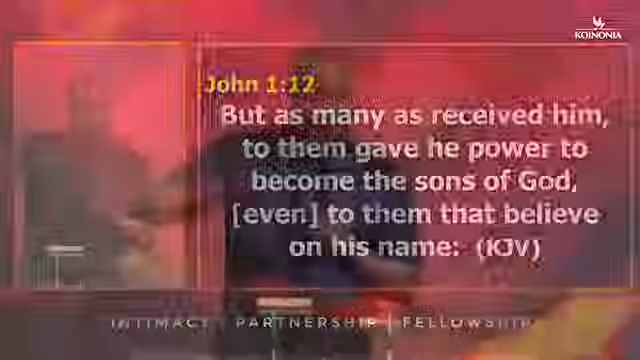 KOINONIA
John 1:12
But as many as received him,
to them gave he power to
become the sons of God,
[even] to them that believe
on his name: (KJV)
INTIMACY | PARTNERSHIP | FELLOWSHIP